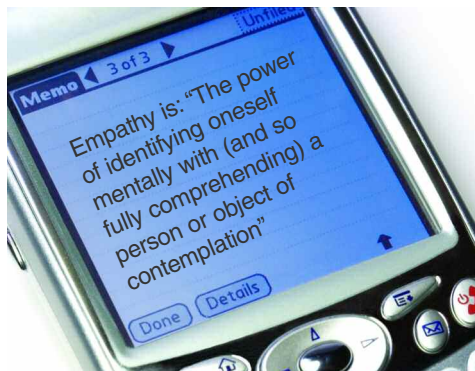 Memo 3 of 3 Unfiled
Empathy is: “The power
of identifying oneself
mentally with (and so
fully comprehending) a
person or object of
contemplation”
Done Details